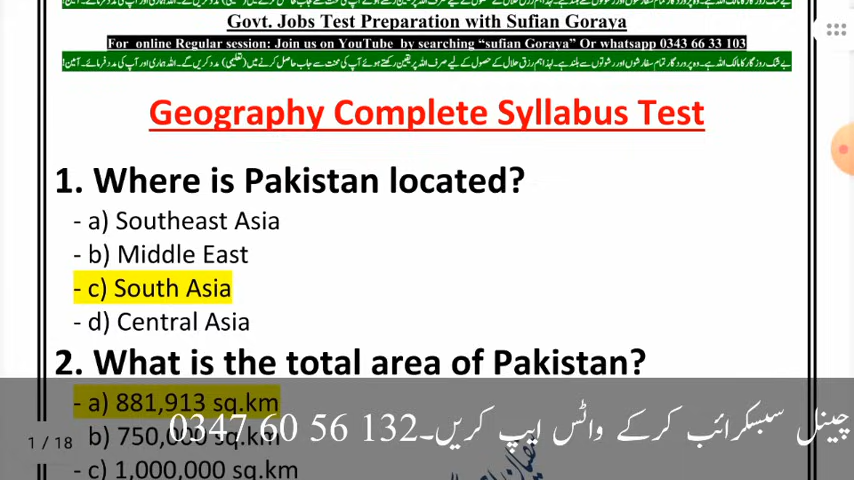 Govt. Jobs Test Preparation with Sufian Goraya
For online Regular session: Join us on YouTube by searching “sufian Goraya” Or whatsapp 0343 66 33 103
Geography Complete Syllabus Test
1. Where is Pakistan located?
- a) Southeast Asia
- b) Middle East
- c) South Asia
- d) Central Asia
2. What is the total area of Pakistan?
- a) 881,913 sq.km
چینل سبسکرائب کرکے واٹس ایپ کریں۔0347 60 56 132
1 / 18
b) 750,000 sq.km
- c) 1,000,000 sq.km